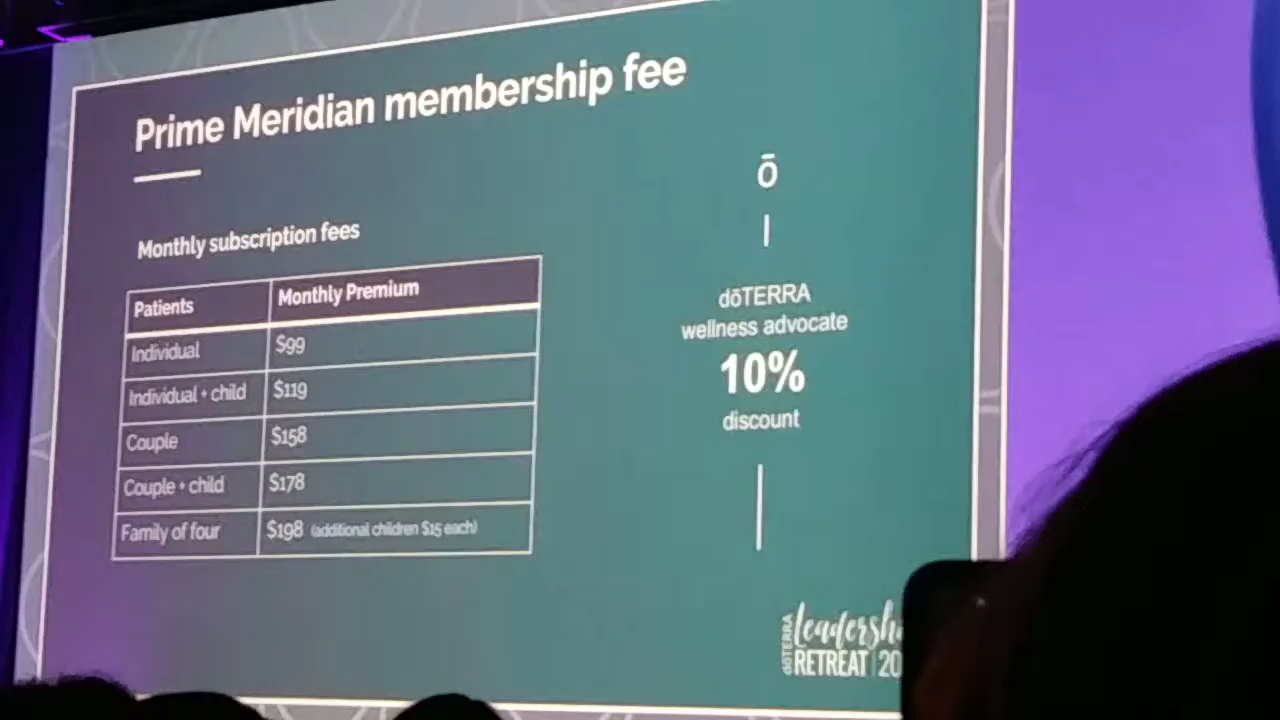 Prime Meridian membership fee
Monthly subscription fees
Patients Monthly Premium
Individual $99
Individual + child $119
Couple $158
Couple + child $178
Family of four $198 (additional children $15 each)
ō
dōTERRA
wellness advocate
10%
discount
dōTERRA
RETREAT